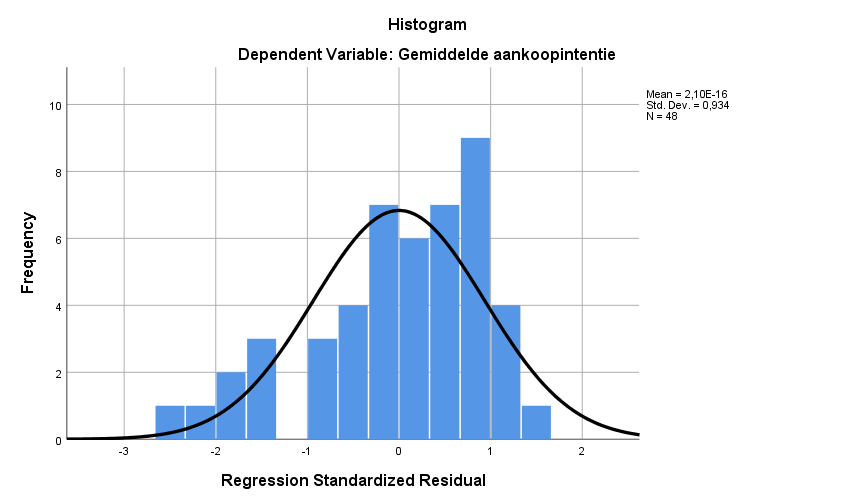 Histogram
Dependent Variable: Gemiddelde aankoopintentie
Mean = 2,10E-16
Std. Dev. = 0,934
N = 48
10
8
6
4
2
0
Frequency
-3 -2 -1 0 1 2
Regression Standardized Residual